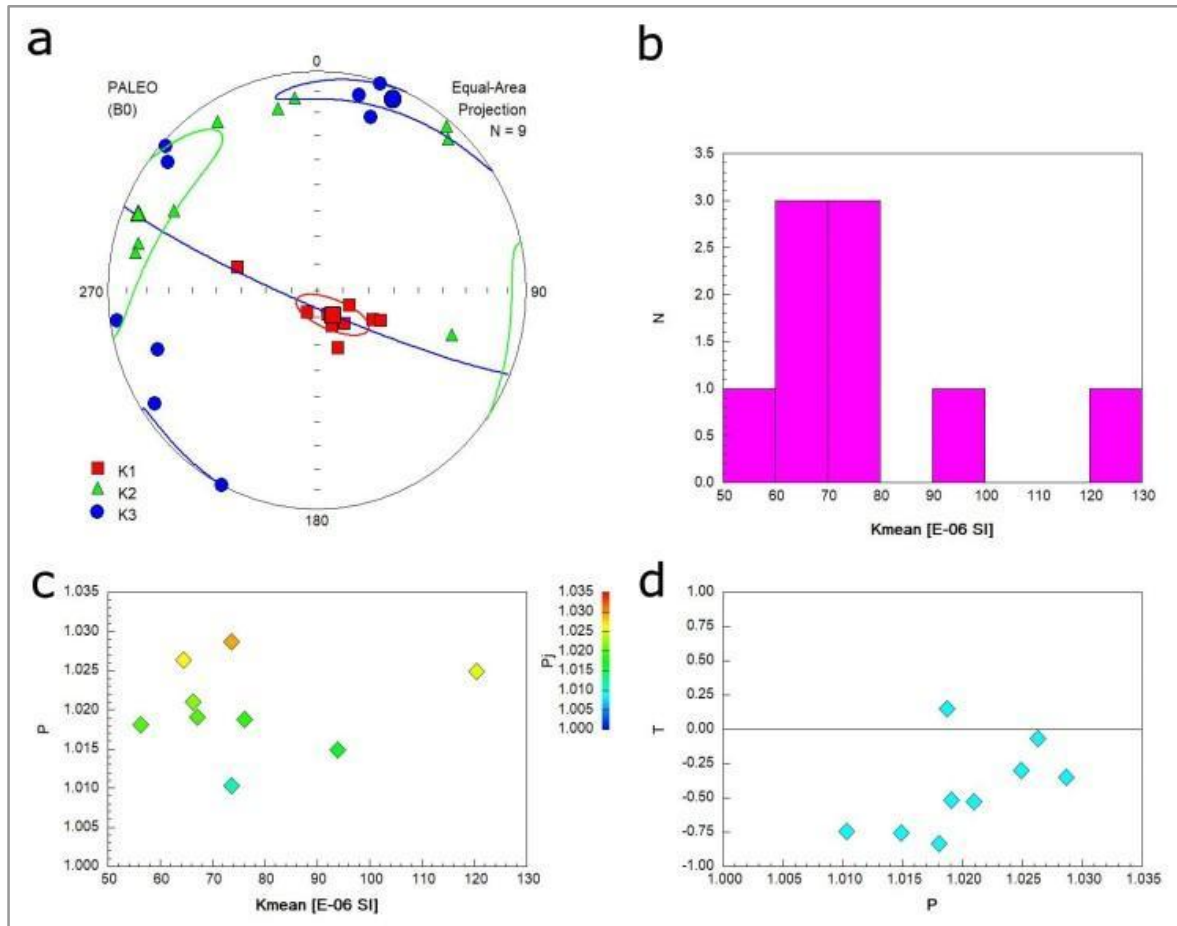 a
PALEO
(B0)
0
Equal-Area
Projection
N = 9
270
90
180
K1
K2
K3
b
3.5
3.0
2.5
2.0
1.5
1.0
0.5
0.0
N
50 60 70 80 90 100 110 120 130
Kmean [E-06 SI]
c
1.035
1.030
1.025
1.020
1.015
1.010
1.005
1.000
P
50 60 70 80 90 100 110 120 130
Kmean [E-06 SI]
Pj
1.035
1.030
1.025
1.020
1.015
1.010
1.005
1.000
d
1.00
0.75
0.50
0.25
0.00
-0.25
-0.50
-0.75
-1.00
T
1.000 1.005 1.010 1.015 1.020 1.025 1.030 1.035
P